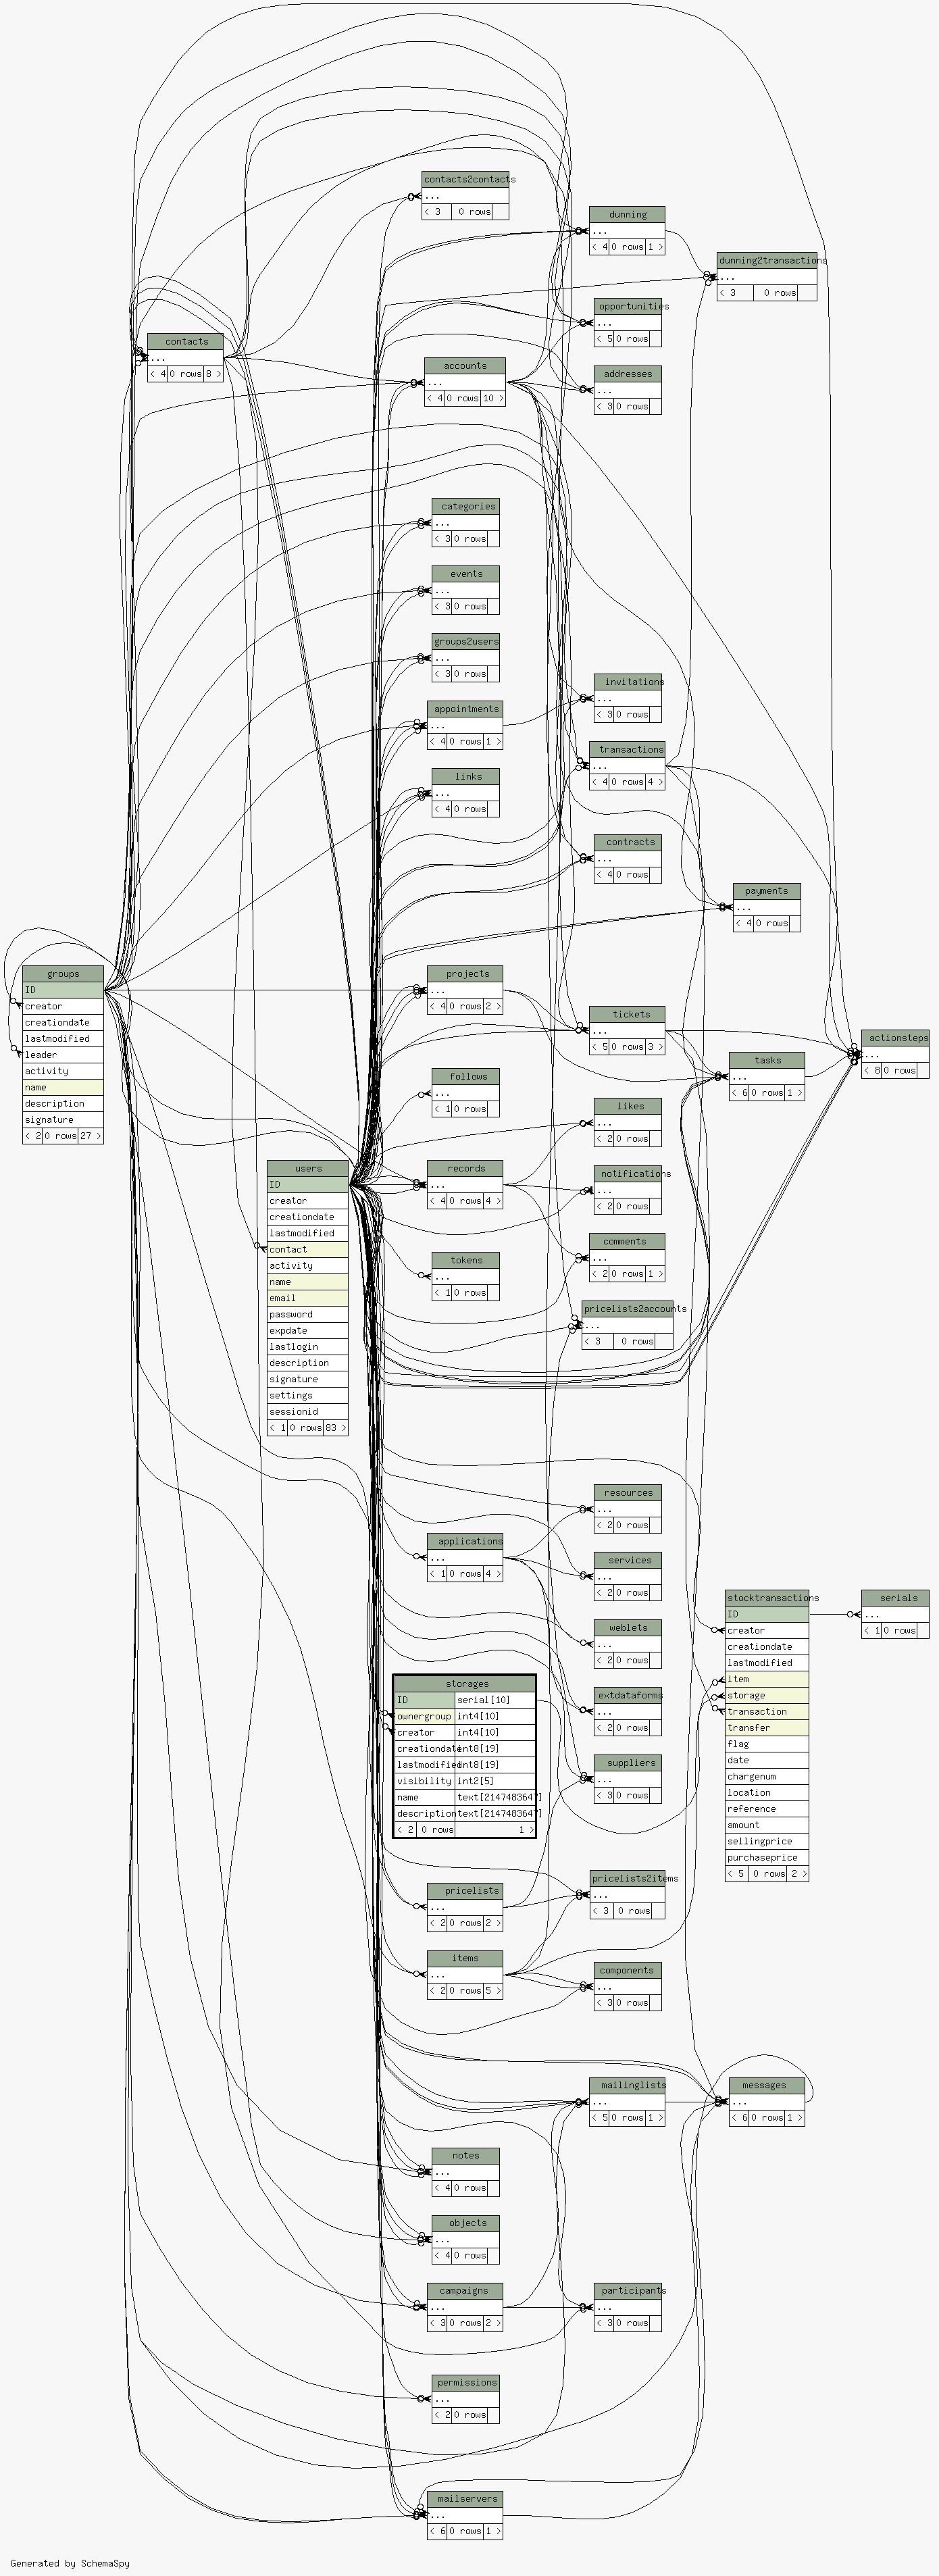 contacts2contacts
...
< 3 0 rows
dunning
...
< 4 0 rows 1 >
dunning2transactions
...
< 3 0 rows
opportunities
...
< 5 0 rows
contacts
...
< 4 0 rows 8 >
accounts
...
< 4 0 rows 10 >
addresses
...
< 3 0 rows
categories
...
< 3 0 rows
events
...
< 3 0 rows
groups2users
...
< 3 0 rows
invitations
...
< 3 0 rows
appointments
...
< 4 0 rows 1 >
transactions
...
< 4 0 rows 4 >
links
...
< 4 0 rows
contracts
...
< 4 0 rows
payments
...
< 4 0 rows
groups
ID
creator
creationdate
lastmodified
leader
activity
name
description
signature
< 2 0 rows 27 >
projects
...
< 4 0 rows 2 >
tickets
...
< 5 0 rows 3 >
actionsteps
...
< 8 0 rows
tasks
...
< 6 0 rows 1 >
follows
...
< 1 0 rows
likes
...
< 2 0 rows
users
ID
creator
creationdate
lastmodified
contact
activity
name
email
password
expdate
lastlogin
description
signature
settings
sessionid
< 1 0 rows 83 >
records
...
< 4 0 rows 4 >
notifications
...
< 2 0 rows
comments
...
< 2 0 rows 1 >
tokens
...
< 1 0 rows
pricelists2accounts
...
< 3 0 rows
resources
...
< 2 0 rows
applications
...
< 1 0 rows 4 >
services
...
< 2 0 rows
stocktransactions
ID
creator
creationdate
lastmodified
item
storage
transaction
transfer
flag
date
chargenum
location
reference
amount
sellingprice
purchaseprice
< 5 0 rows 2 >
serials
...
< 1 0 rows
weblets
...
< 2 0 rows
storages
ID serial[10]
ownergroup int4[10]
creator int4[10]
creationdate int8[19]
lastmodified int8[19]
visibility int2[5]
name text[2147483647]
description text[2147483647]
< 2 0 rows 1 >
extdataforms
...
< 2 0 rows
suppliers
...
< 3 0 rows
pricelists2items
...
< 3 0 rows
pricelists
...
< 2 0 rows 2 >
items
...
< 2 0 rows 5 >
components
...
< 3 0 rows
mailinglists
...
< 5 0 rows 1 >
messages
...
< 6 0 rows 1 >
notes
...
< 4 0 rows
objects
...
< 4 0 rows
campaigns
...
< 3 0 rows 2 >
participants
...
< 3 0 rows
permissions
...
< 2 0 rows
mailservers
...
< 6 0 rows 1 >
Generated by SchemaSpy